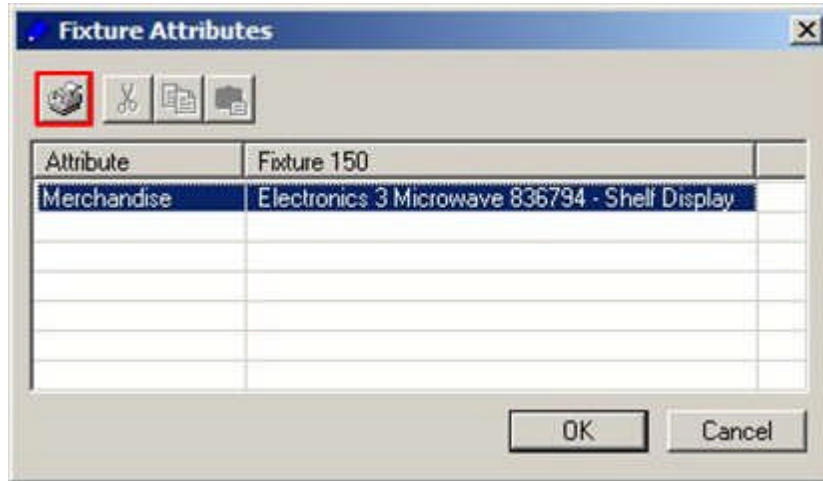 Fixture Attributes
Attribute Fixture 150
Merchandise Electronics 3 Microwave 836794 - Shelf Display
OK Cancel